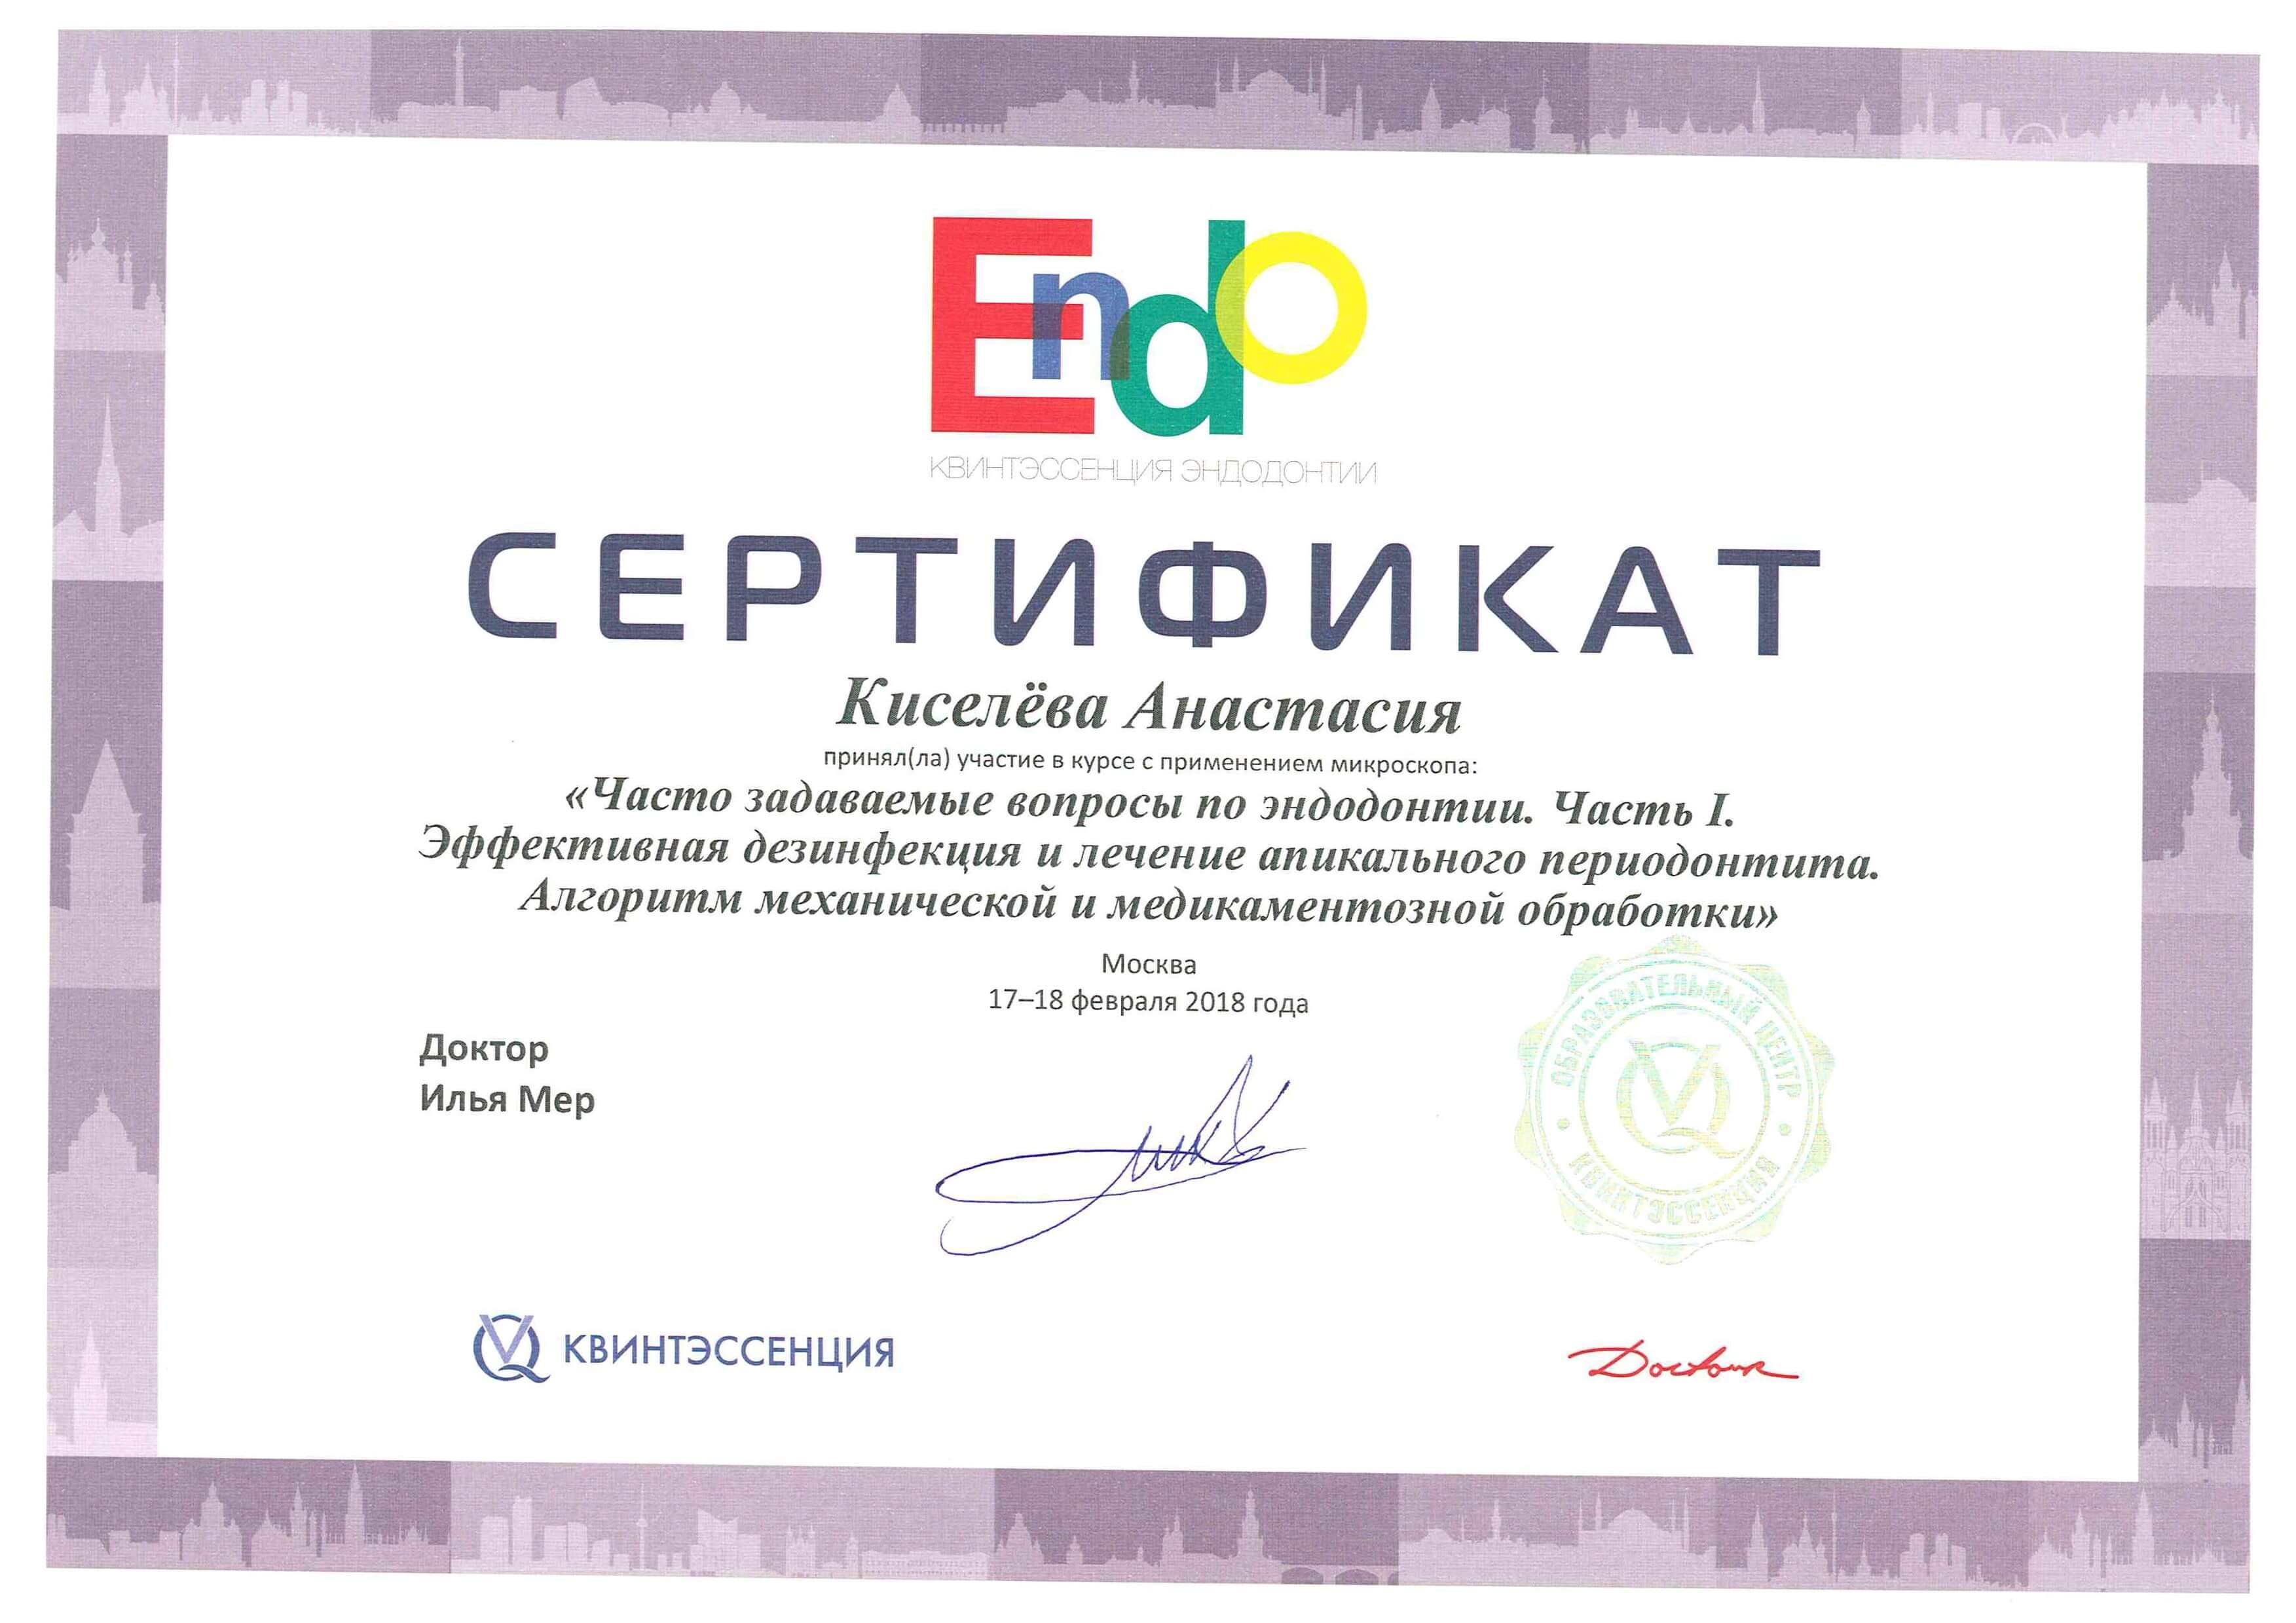 Endo
КВИНТЭССЕНЦИЯ ЭНДОДОНТИИ
СЕРТИФИКАТ
Киселёва Анастасия
принял(ла) участие в курсе с применением микроскопа:
«Часто задаваемые вопросы по эндодонтии. Часть I.
Эффективная дезинфекция и лечение апикального периодонтита.
Алгоритм механической и медикаментозной обработки»
Москва
17–18 февраля 2018 года
Доктор
Илья Мер
ОБРАЗОВАТЕЛЬНЫЙ ЦЕНТР
КВИНТЭССЕНЦИЯ
КВИНТЭССЕНЦИЯ